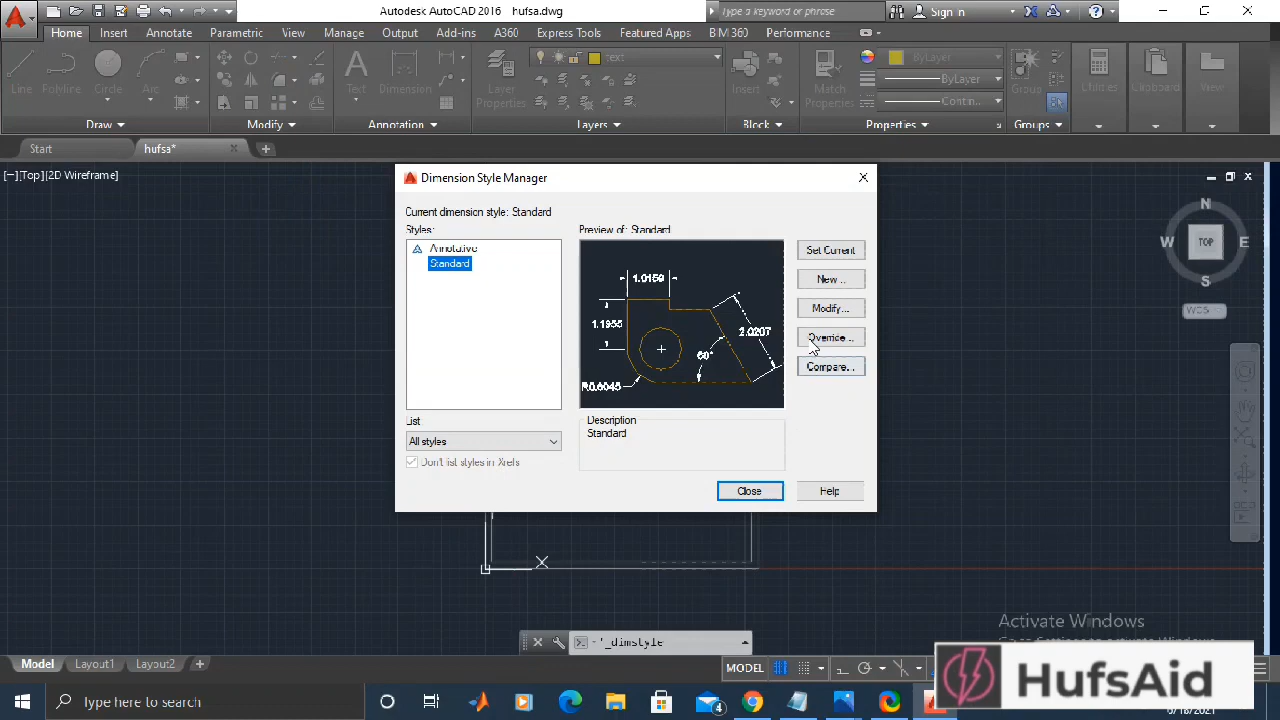 Autodesk AutoCAD 2016 hufsa.dwg
Type a keyword or phrase
Sign In
Home Insert Annotate Parametric View Manage Output Add-ins A360 Express Tools Featured Apps BIM 360 Performance
Line Polyline Circle Arc
Text Dimension
Layer
Properties
text
Insert
Match
Properties
ByLayer
ByLayer
Contin...
Group
Utilities
Clipboard
View
Draw Modify Annotation Layers Block Properties Groups
Start hufsa*
[−][Top][2D Wireframe]
Dimension Style Manager
Current dimension style: Standard
Styles:
Annotative
Standard
Preview of: Standard
1.0159
1.1955
2.0207
60°
R0.8045
Set Current
New...
Modify...
Override...
Compare...
List:
All styles
Don't list styles in Xrefs
Description
Standard
Close
Help
N
W TOP E
S
WCS
X
'_dimstyle
Activate Windows
Model Layout1 Layout2
MODEL
HufsAid
Type here to search
4